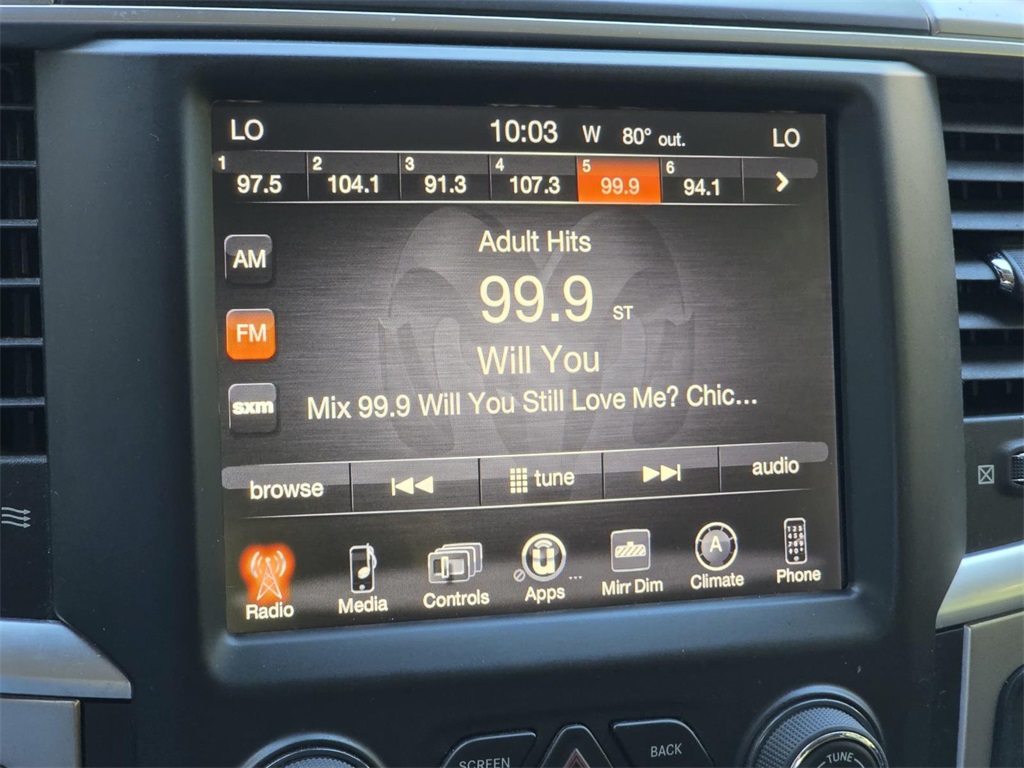 LO 10:03 W 80° out. LO
1 97.5 2 104.1 3 91.3 4 107.3 5 99.9 6 94.1
Adult Hits
AM
99.9 ST
FM
Will You
sxm
Mix 99.9 Will You Still Love Me? Chic...
browse tune audio
Radio Media Controls Apps ... Mirr Dim A Climate Phone
SCREEN BACK TUNE